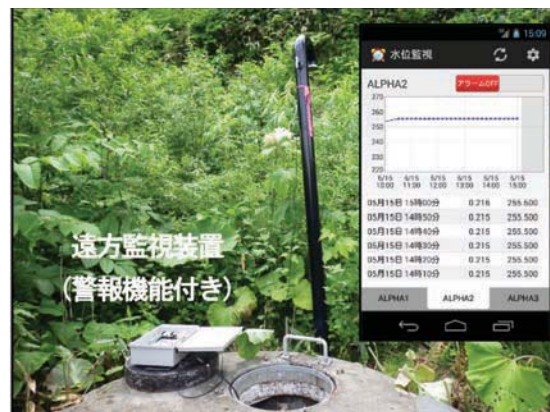 遠方監視装置
(警報機能付き)
15:09
水位監視
ALPHA2
アラームOFF
270
260
250
240
230
220
5/15 5/15 5/15 5/15 5/15 5/15
10:00 11:00 12:00 13:00 14:00 15:00
05月15日 15時00分 0.216 255.500
05月15日 14時50分 0.215 255.500
05月15日 14時40分 0.215 255.500
05月15日 14時30分 0.215 255.500
05月15日 14時20分 0.215 255.500
05月15日 14時10分 0.215 255.500
ALPHA1 ALPHA2 ALPHA3